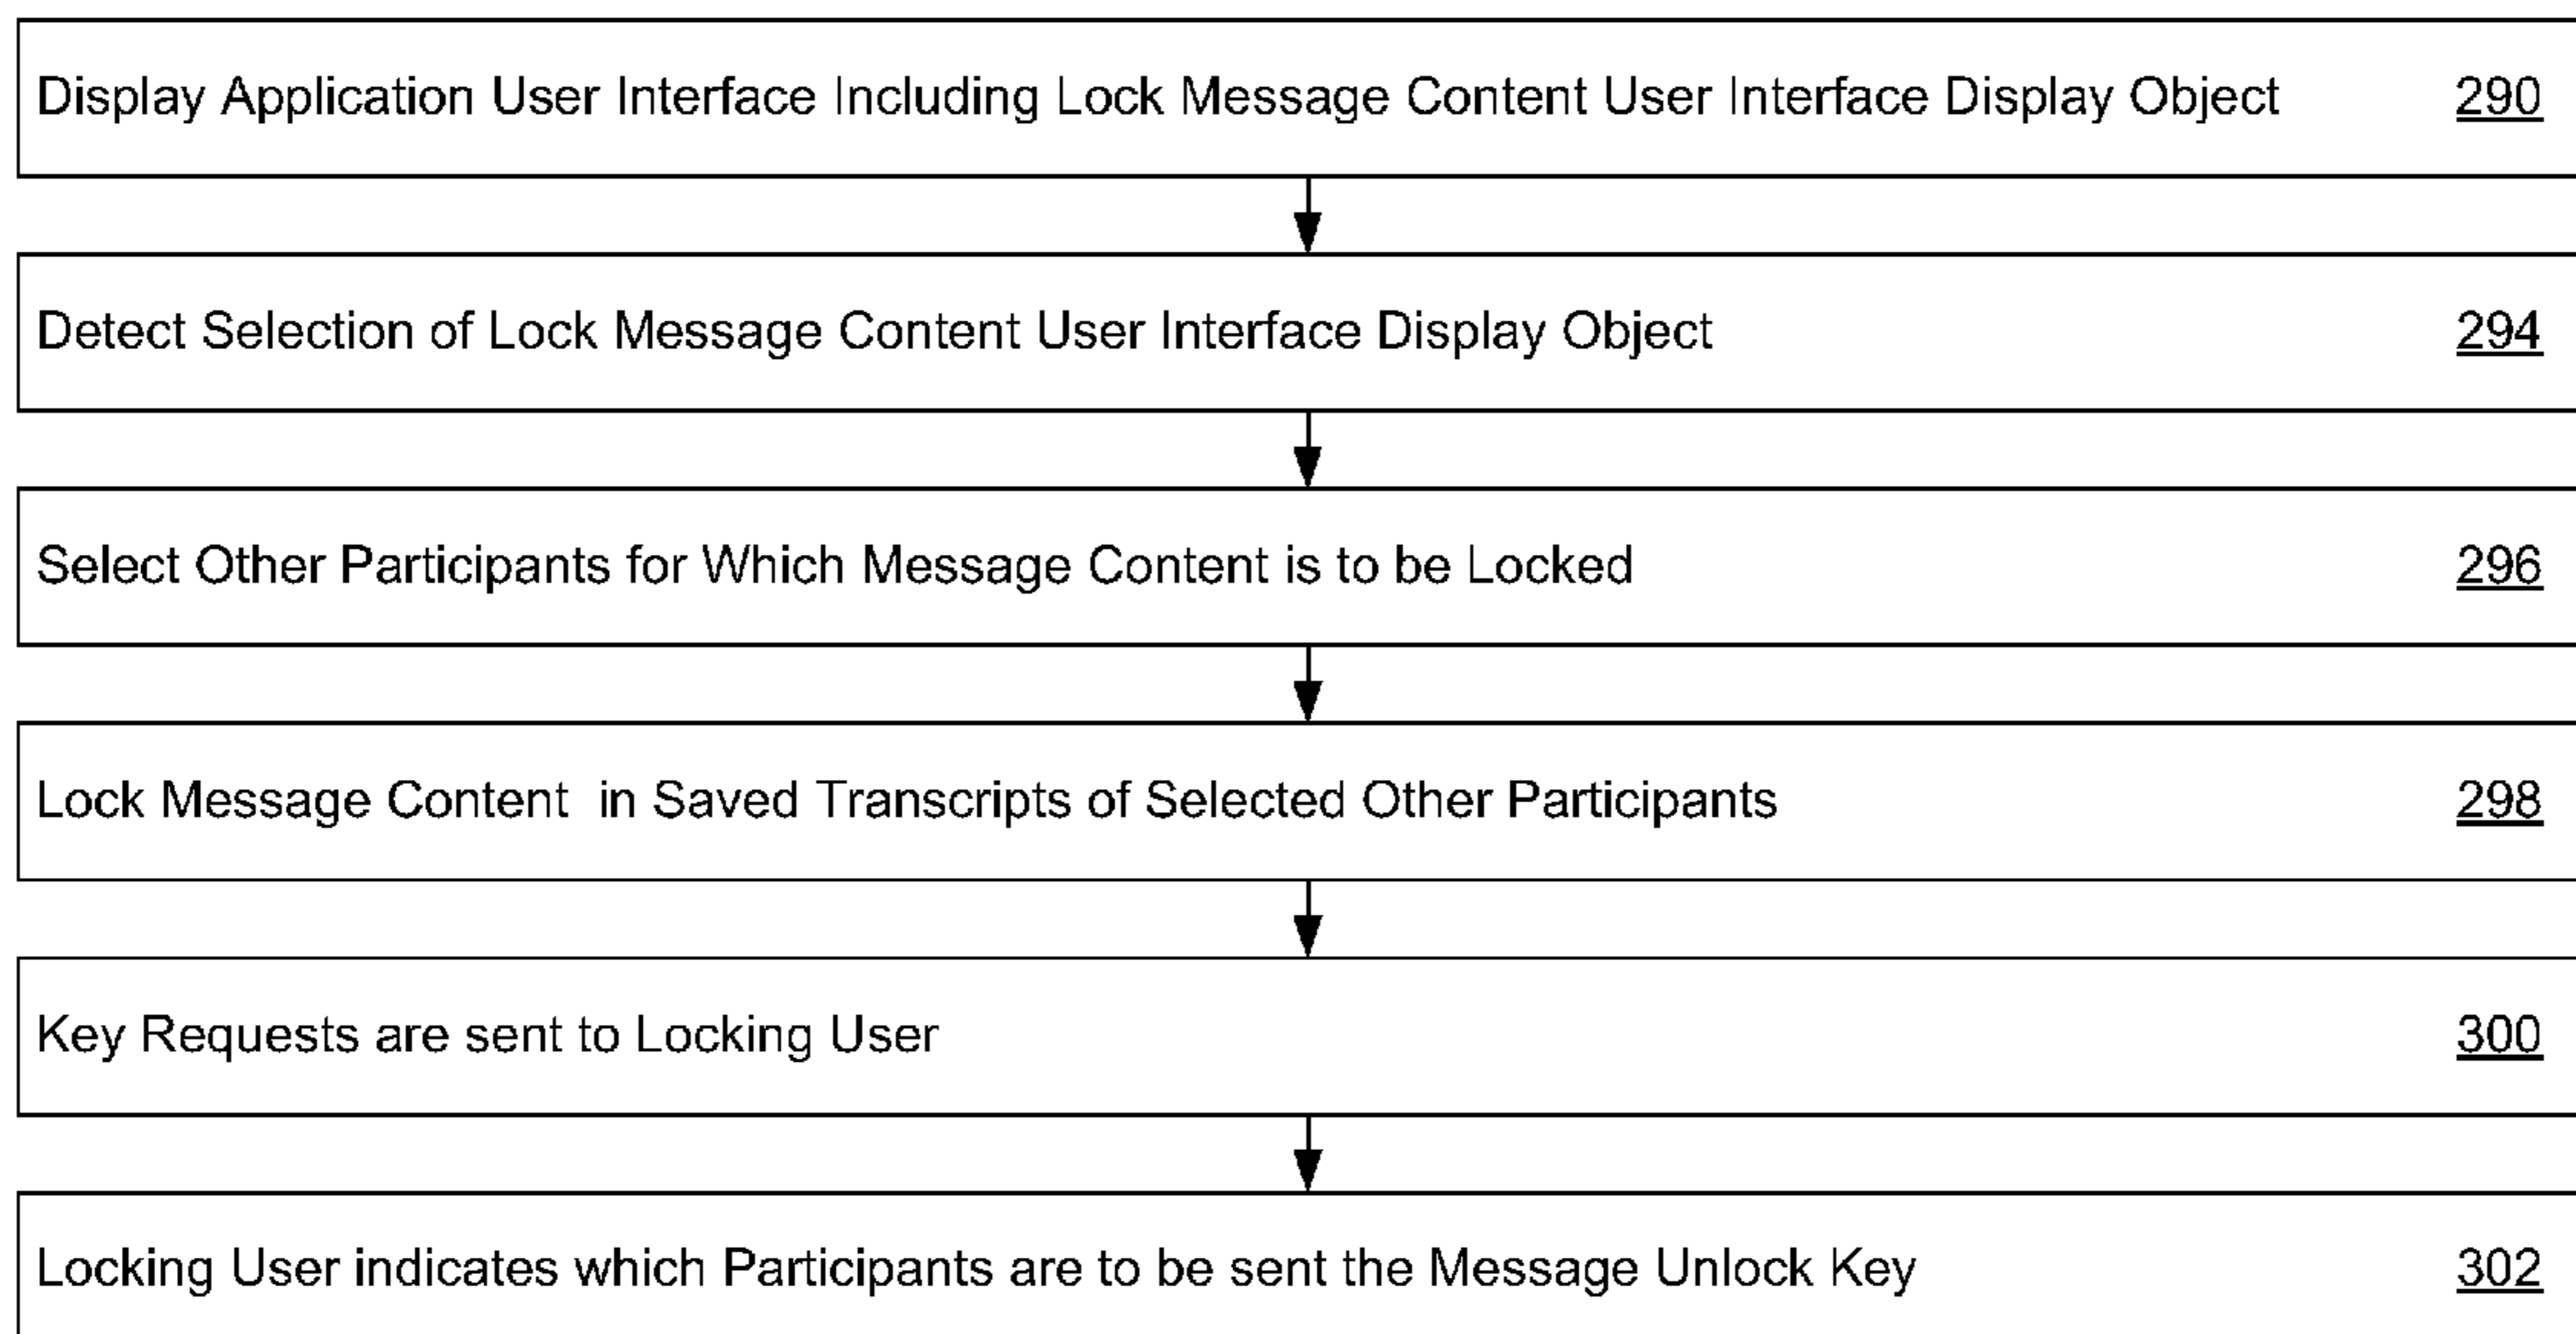 Display Application User Interface Including Lock Message Content User Interface Display Object 290
Detect Selection of Lock Message Content User Interface Display Object 294
Select Other Participants for Which Message Content is to be Locked 296
Lock Message Content in Saved Transcripts of Selected Other Participants 298
Key Requests are sent to Locking User 300
Locking User indicates which Participants are to be sent the Message Unlock Key 302